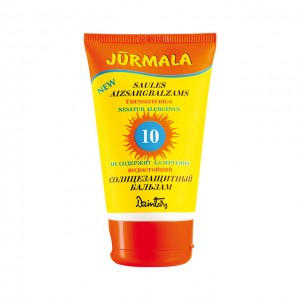 JŪRMALA
NEW
SAULES
AIZSARGBALZAMS
ŪDENSIZTURĪGS
NESATUR ALERGĒNUS
10
НЕ СОДЕРЖИТ АЛЛЕРГЕНОВ
ВОДОСТОЙКИЙ
СОЛНЦЕЗАЩИТНЫЙ
БАЛЬЗАМ
Dzintars